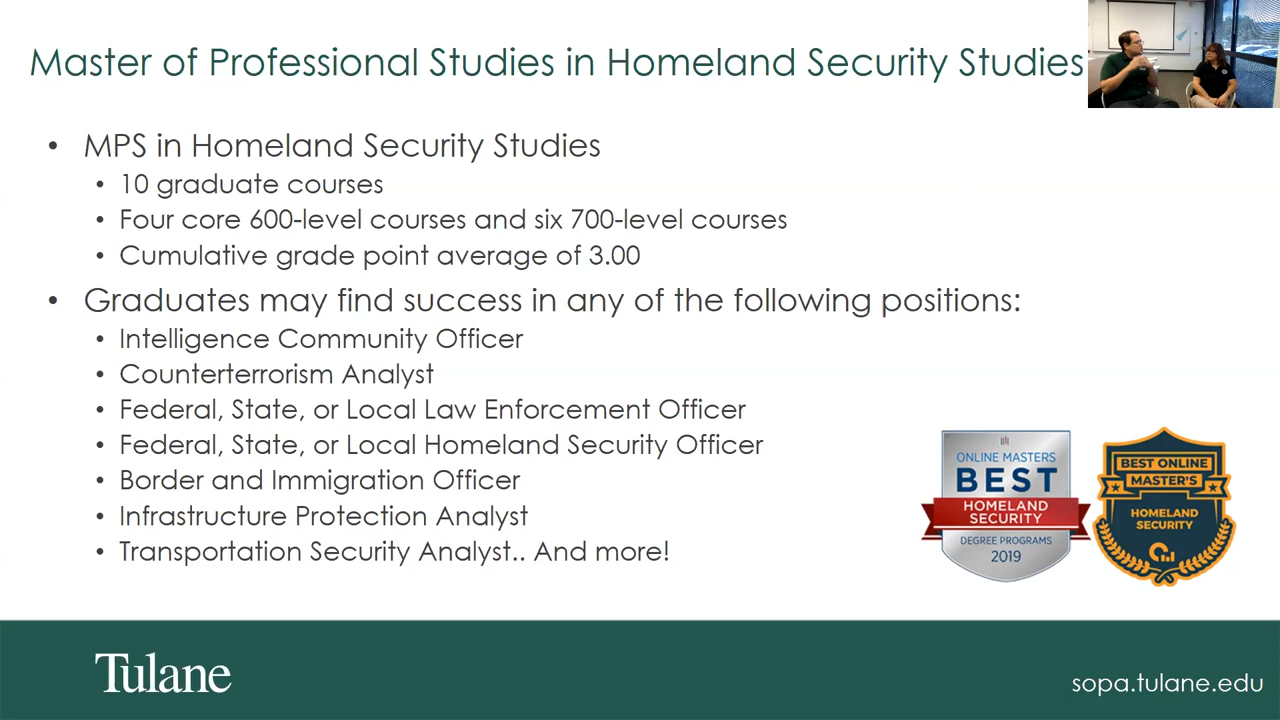 Master of Professional Studies in Homeland Security Studies
• MPS in Homeland Security Studies
• 10 graduate courses
• Four core 600-level courses and six 700-level courses
• Cumulative grade point average of 3.00
• Graduates may find success in any of the following positions:
• Intelligence Community Officer
• Counterterrorism Analyst
• Federal, State, or Local Law Enforcement Officer
• Federal, State, or Local Homeland Security Officer
• Border and Immigration Officer
• Infrastructure Protection Analyst
• Transportation Security Analyst.. And more!
ONLINE MASTERS
BEST
HOMELAND
SECURITY
DEGREE PROGRAMS
2019
BEST ONLINE
MASTER'S
HOMELAND
SECURITY
Tulane
sopa.tulane.edu